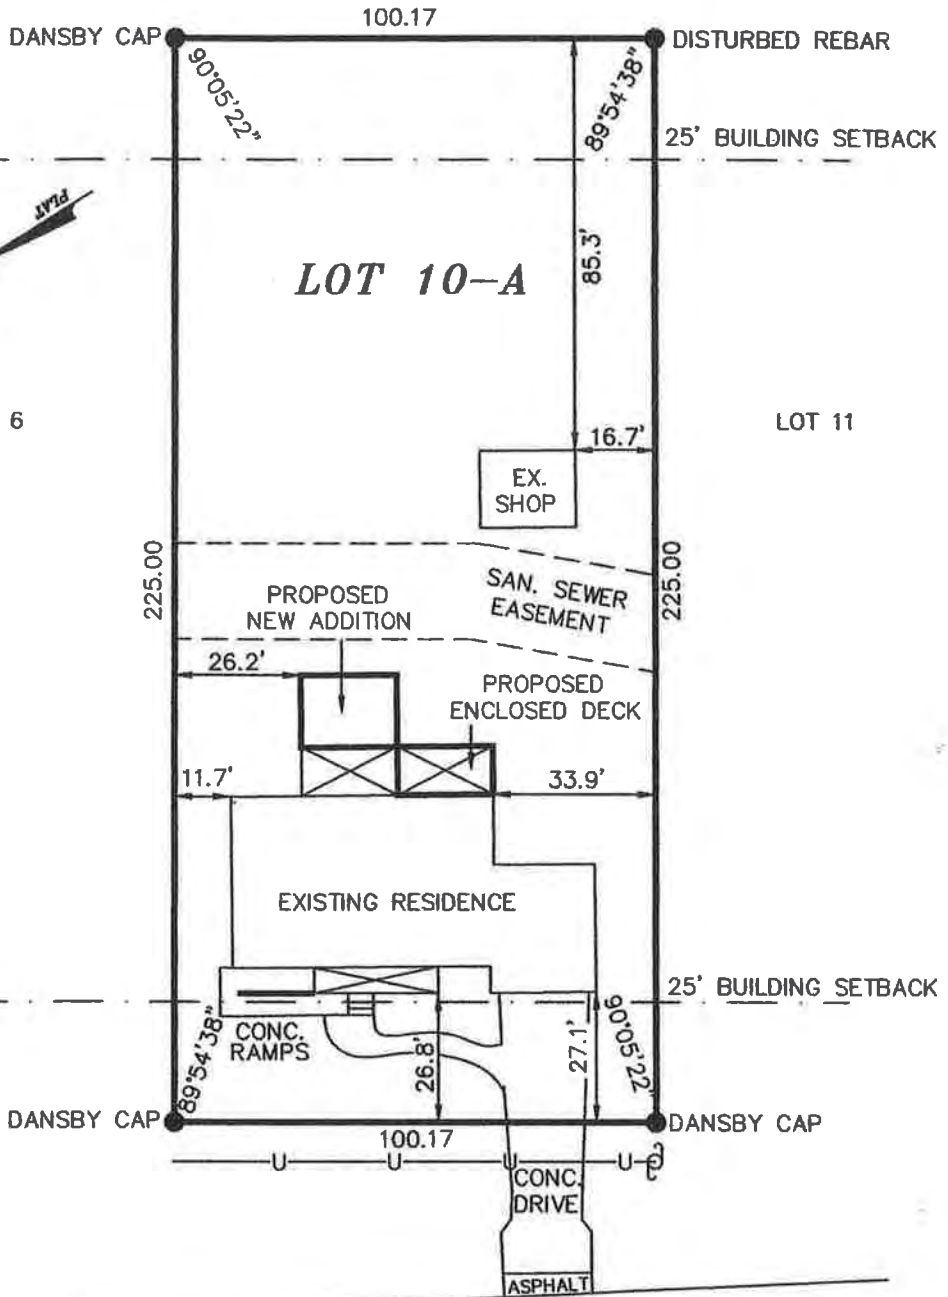 100.17
DANSBY CAP
DISTURBED REBAR
90°05'22"
89°54'38"
25' BUILDING SETBACK
PLAT
LOT 10-A
85.3'
6
LOT 11
16.7'
EX.
SHOP
225.00
225.00
SAN. SEWER
EASEMENT
PROPOSED
NEW ADDITION
26.2'
PROPOSED
ENCLOSED DECK
11.7'
33.9'
EXISTING RESIDENCE
25' BUILDING SETBACK
CONC.
RAMPS
89°54'38"
26.8'
27.1'
90°05'22"
DANSBY CAP
DANSBY CAP
100.17
U U U U
CONC.
DRIVE
ASPHALT